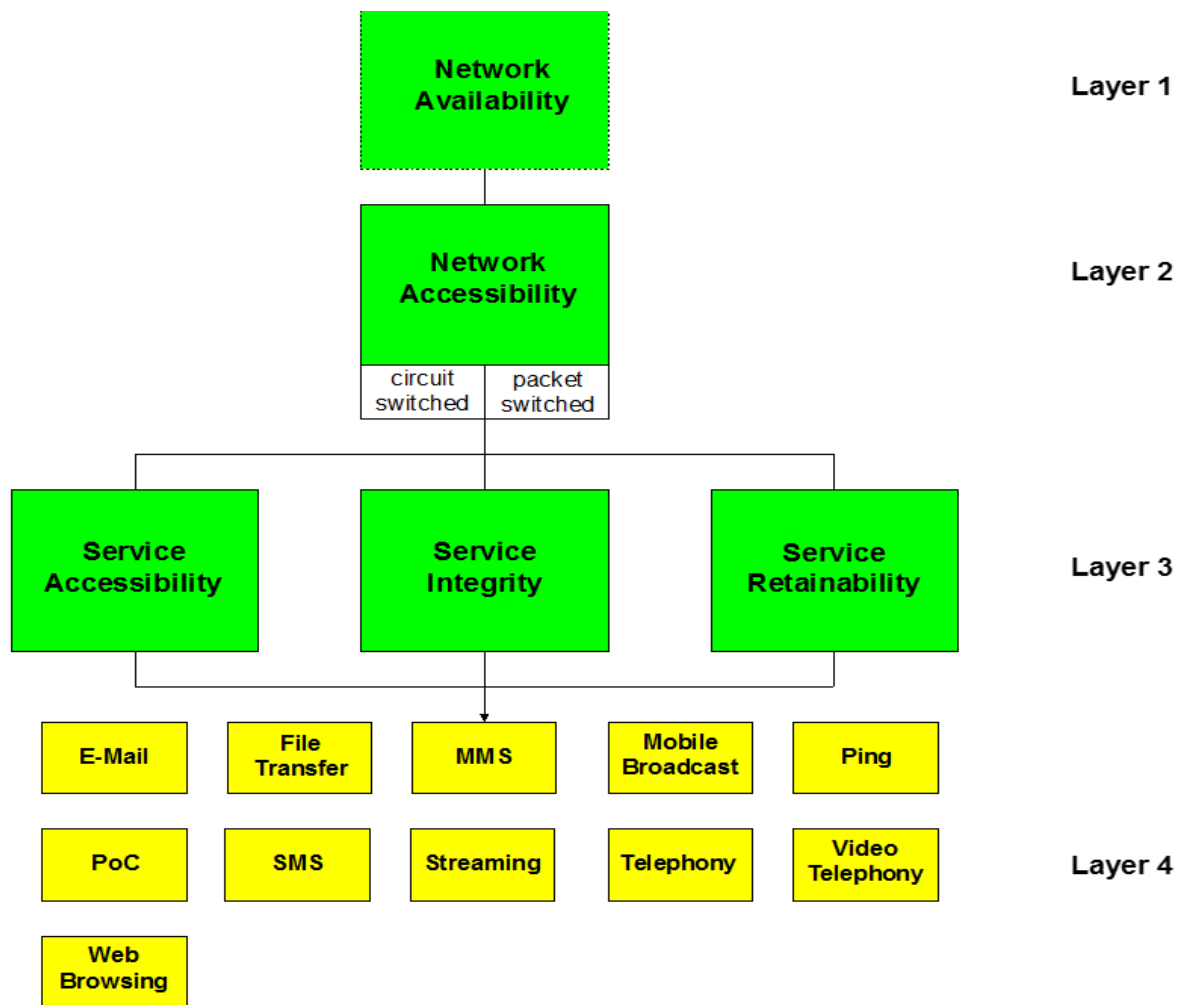 Network
Availability
Layer 1
Network
Accessibility
Layer 2
circuit
switched
packet
switched
Service
Accessibility
Service
Integrity
Service
Retainability
Layer 3
E-Mail
File
Transfer
MMS
Mobile
Broadcast
Ping
PoC
SMS
Streaming
Telephony
Video
Telephony
Layer 4
Web
Browsing